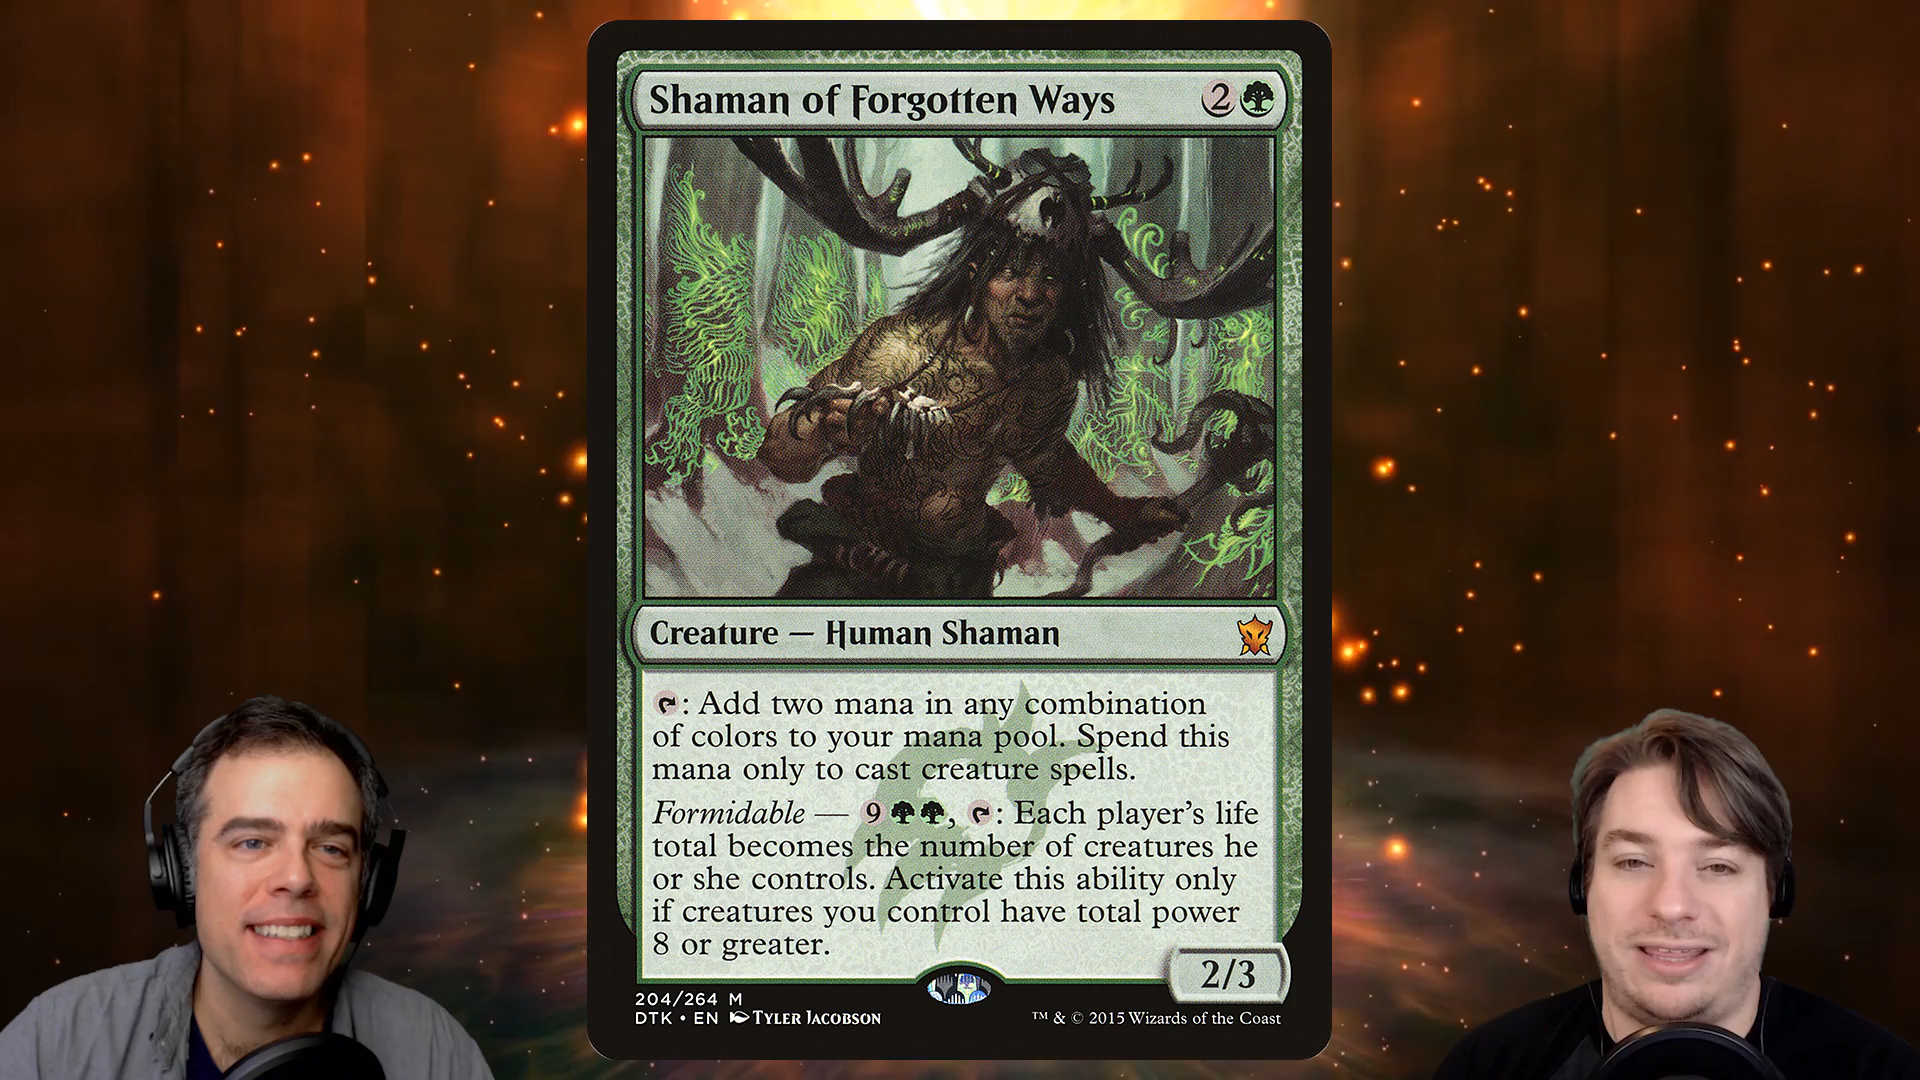 Shaman of Forgotten Ways 2
Creature — Human Shaman
: Add two mana in any combination
of colors to your mana pool. Spend this
mana only to cast creature spells.
Formidable — 9, : Each player's life
total becomes the number of creatures he
or she controls. Activate this ability only
if creatures you control have total power
8 or greater.
2/3
204/264 M
DTK • EN Tyler Jacobson
™ & © 2015 Wizards of the Coast